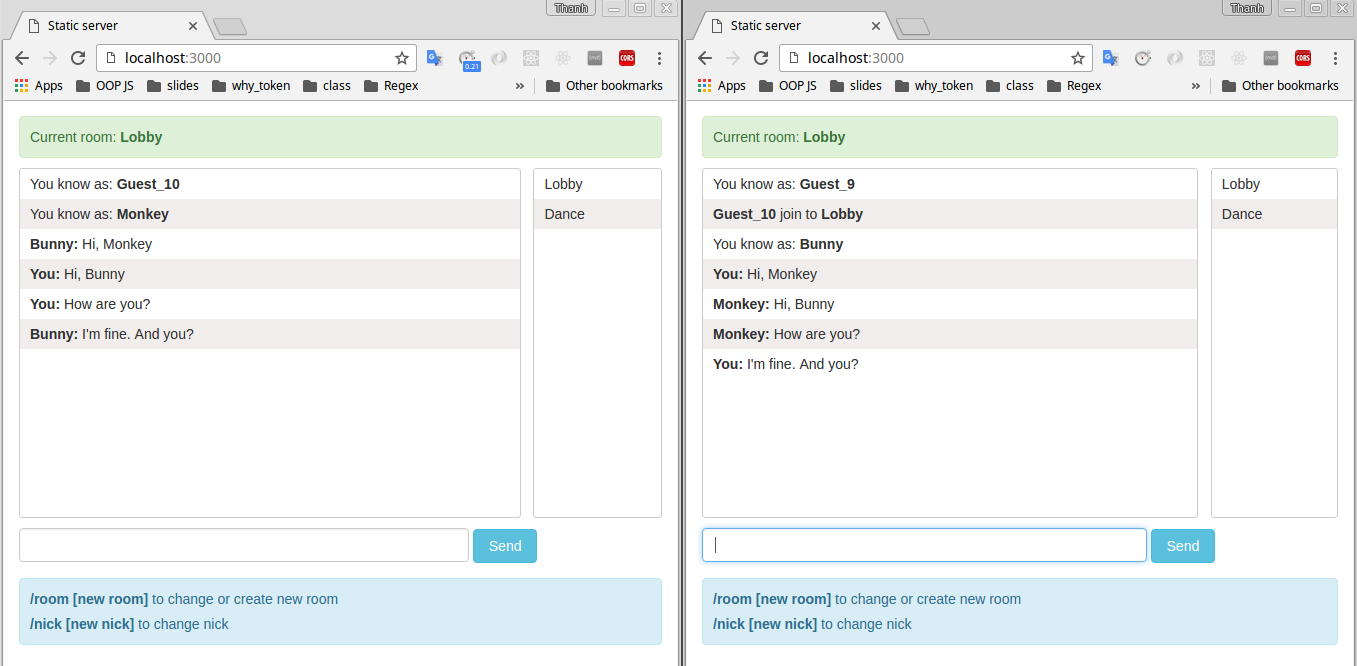 Thanh
Static server
localhost:3000
0.21
CORS
Apps OOP JS slides why_token class Regex » Other bookmarks
Current room: Lobby
You know as: Guest_10
You know as: Monkey
Bunny: Hi, Monkey
You: Hi, Bunny
You: How are you?
Bunny: I'm fine. And you?
Lobby
Dance
Send
/room [new room] to change or create new room
/nick [new nick] to change nick
Thanh
Static server
localhost:3000
CORS
Apps OOP JS slides why_token class Regex » Other bookmarks
Current room: Lobby
You know as: Guest_9
Guest_10 join to Lobby
You know as: Bunny
You: Hi, Monkey
Monkey: Hi, Bunny
Monkey: How are you?
You: I'm fine. And you?
Lobby
Dance
Send
/room [new room] to change or create new room
/nick [new nick] to change nick